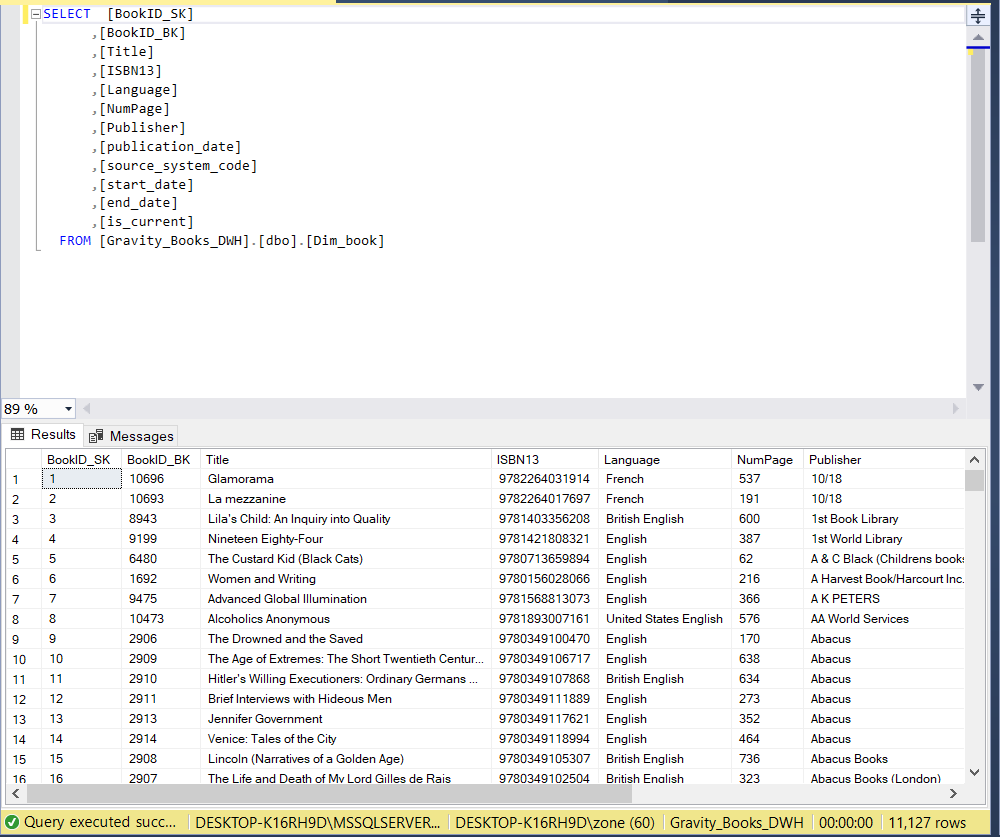 SELECT [BookID_SK]
,[BookID_BK]
,[Title]
,[ISBN13]
,[Language]
,[NumPage]
,[Publisher]
,[publication_date]
,[source_system_code]
,[start_date]
,[end_date]
,[is_current]
FROM [Gravity_Books_DWH].[dbo].[Dim_book]
89 %
Results Messages
BookID_SK BookID_BK Title ISBN13 Language NumPage Publisher
1 1 10696 Glamorama 9782264031914 French 537 10/18
2 2 10693 La mezzanine 9782264017697 French 191 10/18
3 3 8943 Lila's Child: An Inquiry into Quality 9781403356208 British English 600 1st Book Library
4 4 9199 Nineteen Eighty-Four 9781421808321 English 387 1st World Library
5 5 6480 The Custard Kid (Black Cats) 9780713659894 English 62 A & C Black (Childrens books
6 6 1692 Women and Writing 9780156028066 English 216 A Harvest Book/Harcourt Inc.
7 7 9475 Advanced Global Illumination 9781568813073 English 366 A K PETERS
8 8 10473 Alcoholics Anonymous 9781893007161 United States English 576 AA World Services
9 9 2906 The Drowned and the Saved 9780349100470 English 170 Abacus
10 10 2909 The Age of Extremes: The Short Twentieth Centur... 9780349106717 English 638 Abacus
11 11 2910 Hitler's Willing Executioners: Ordinary Germans ... 9780349107868 British English 634 Abacus
12 12 2911 Brief Interviews with Hideous Men 9780349111889 English 273 Abacus
13 13 2913 Jennifer Government 9780349117621 English 352 Abacus
14 14 2914 Venice: Tales of the City 9780349118994 English 464 Abacus
15 15 2908 Lincoln (Narratives of a Golden Age) 9780349105307 British English 736 Abacus Books
16 16 2907 The Life and Death of My Lord Gilles de Rais 9780349102504 British English 323 Abacus Books (London)
Query executed succ... DESKTOP-K16RH9D\MSSQLSERVER... DESKTOP-K16RH9D\zone (60) Gravity_Books_DWH 00:00:00 11,127 rows